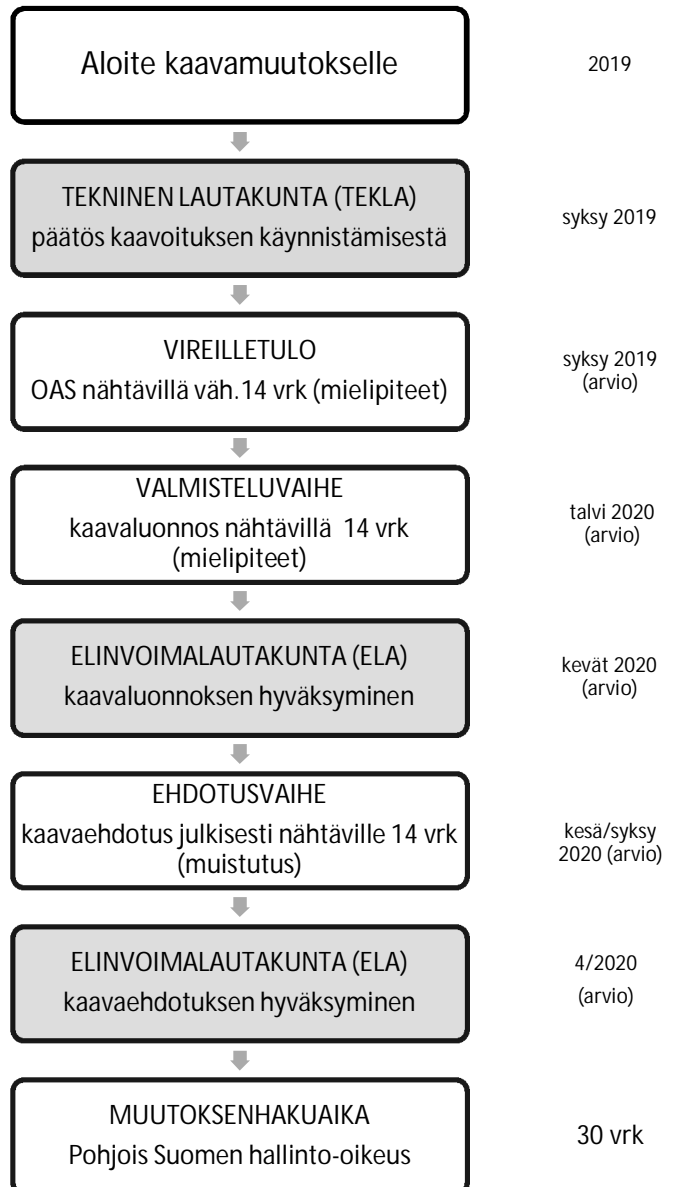 Aloite kaavamuutokselle
2019
TEKNINEN LAUTAKUNTA (TEKLA)
päätös kaavoituksen käynnistämisestä
syksy 2019
VIREILLETULO
OAS nähtävillä väh.14 vrk (mielipiteet)
syksy 2019
(arvio)
VALMISTELUVAIHE
kaavaluonnos nähtävillä 14 vrk
(mielipiteet)
talvi 2020
(arvio)
ELINVOIMALAUTAKUNTA (ELA)
kaavaluonnoksen hyväksyminen
kevät 2020
(arvio)
EHDOTUSVAIHE
kaavaehdotus julkisesti nähtäville 14 vrk
(muistutus)
kesä/syksy
2020 (arvio)
ELINVOIMALAUTAKUNTA (ELA)
kaavaehdotuksen hyväksyminen
4/2020
(arvio)
MUUTOKSENHAKUAIKA
Pohjois Suomen hallinto-oikeus
30 vrk